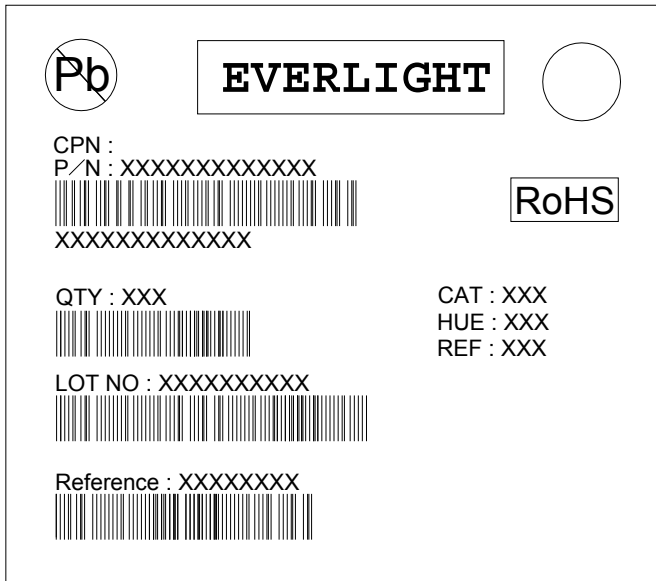 Pb
EVERLIGHT
CPN :
P/N : XXXXXXXXXXXXX
RoHS
XXXXXXXXXXXXX
QTY : XXX
CAT : XXX
HUE : XXX
REF : XXX
LOT NO : XXXXXXXXXX
Reference : XXXXXXXX